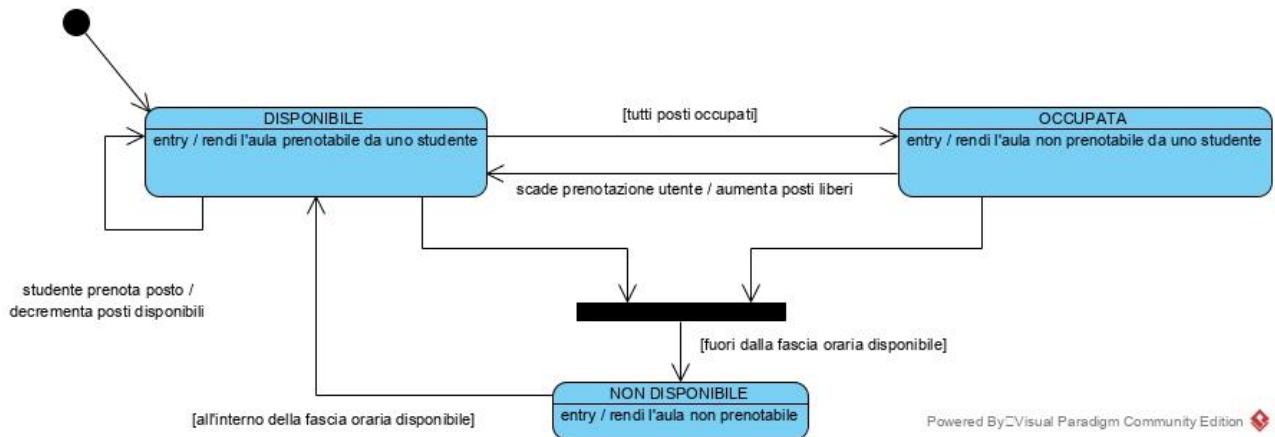 DISPONIBILE
entry / rendi l'aula prenotabile da uno studente
[tutti posti occupati]
OCCUPATA
entry / rendi l'aula non prenotabile da uno studente
scade prenotazione utente / aumenta posti liberi
studente prenota posto /
decrementa posti disponibili
[fuori dalla fascia oraria disponibile]
NON DISPONIBILE
entry / rendi l'aula non prenotabile
[all'interno della fascia oraria disponibile]
Powered By Visual Paradigm Community Edition